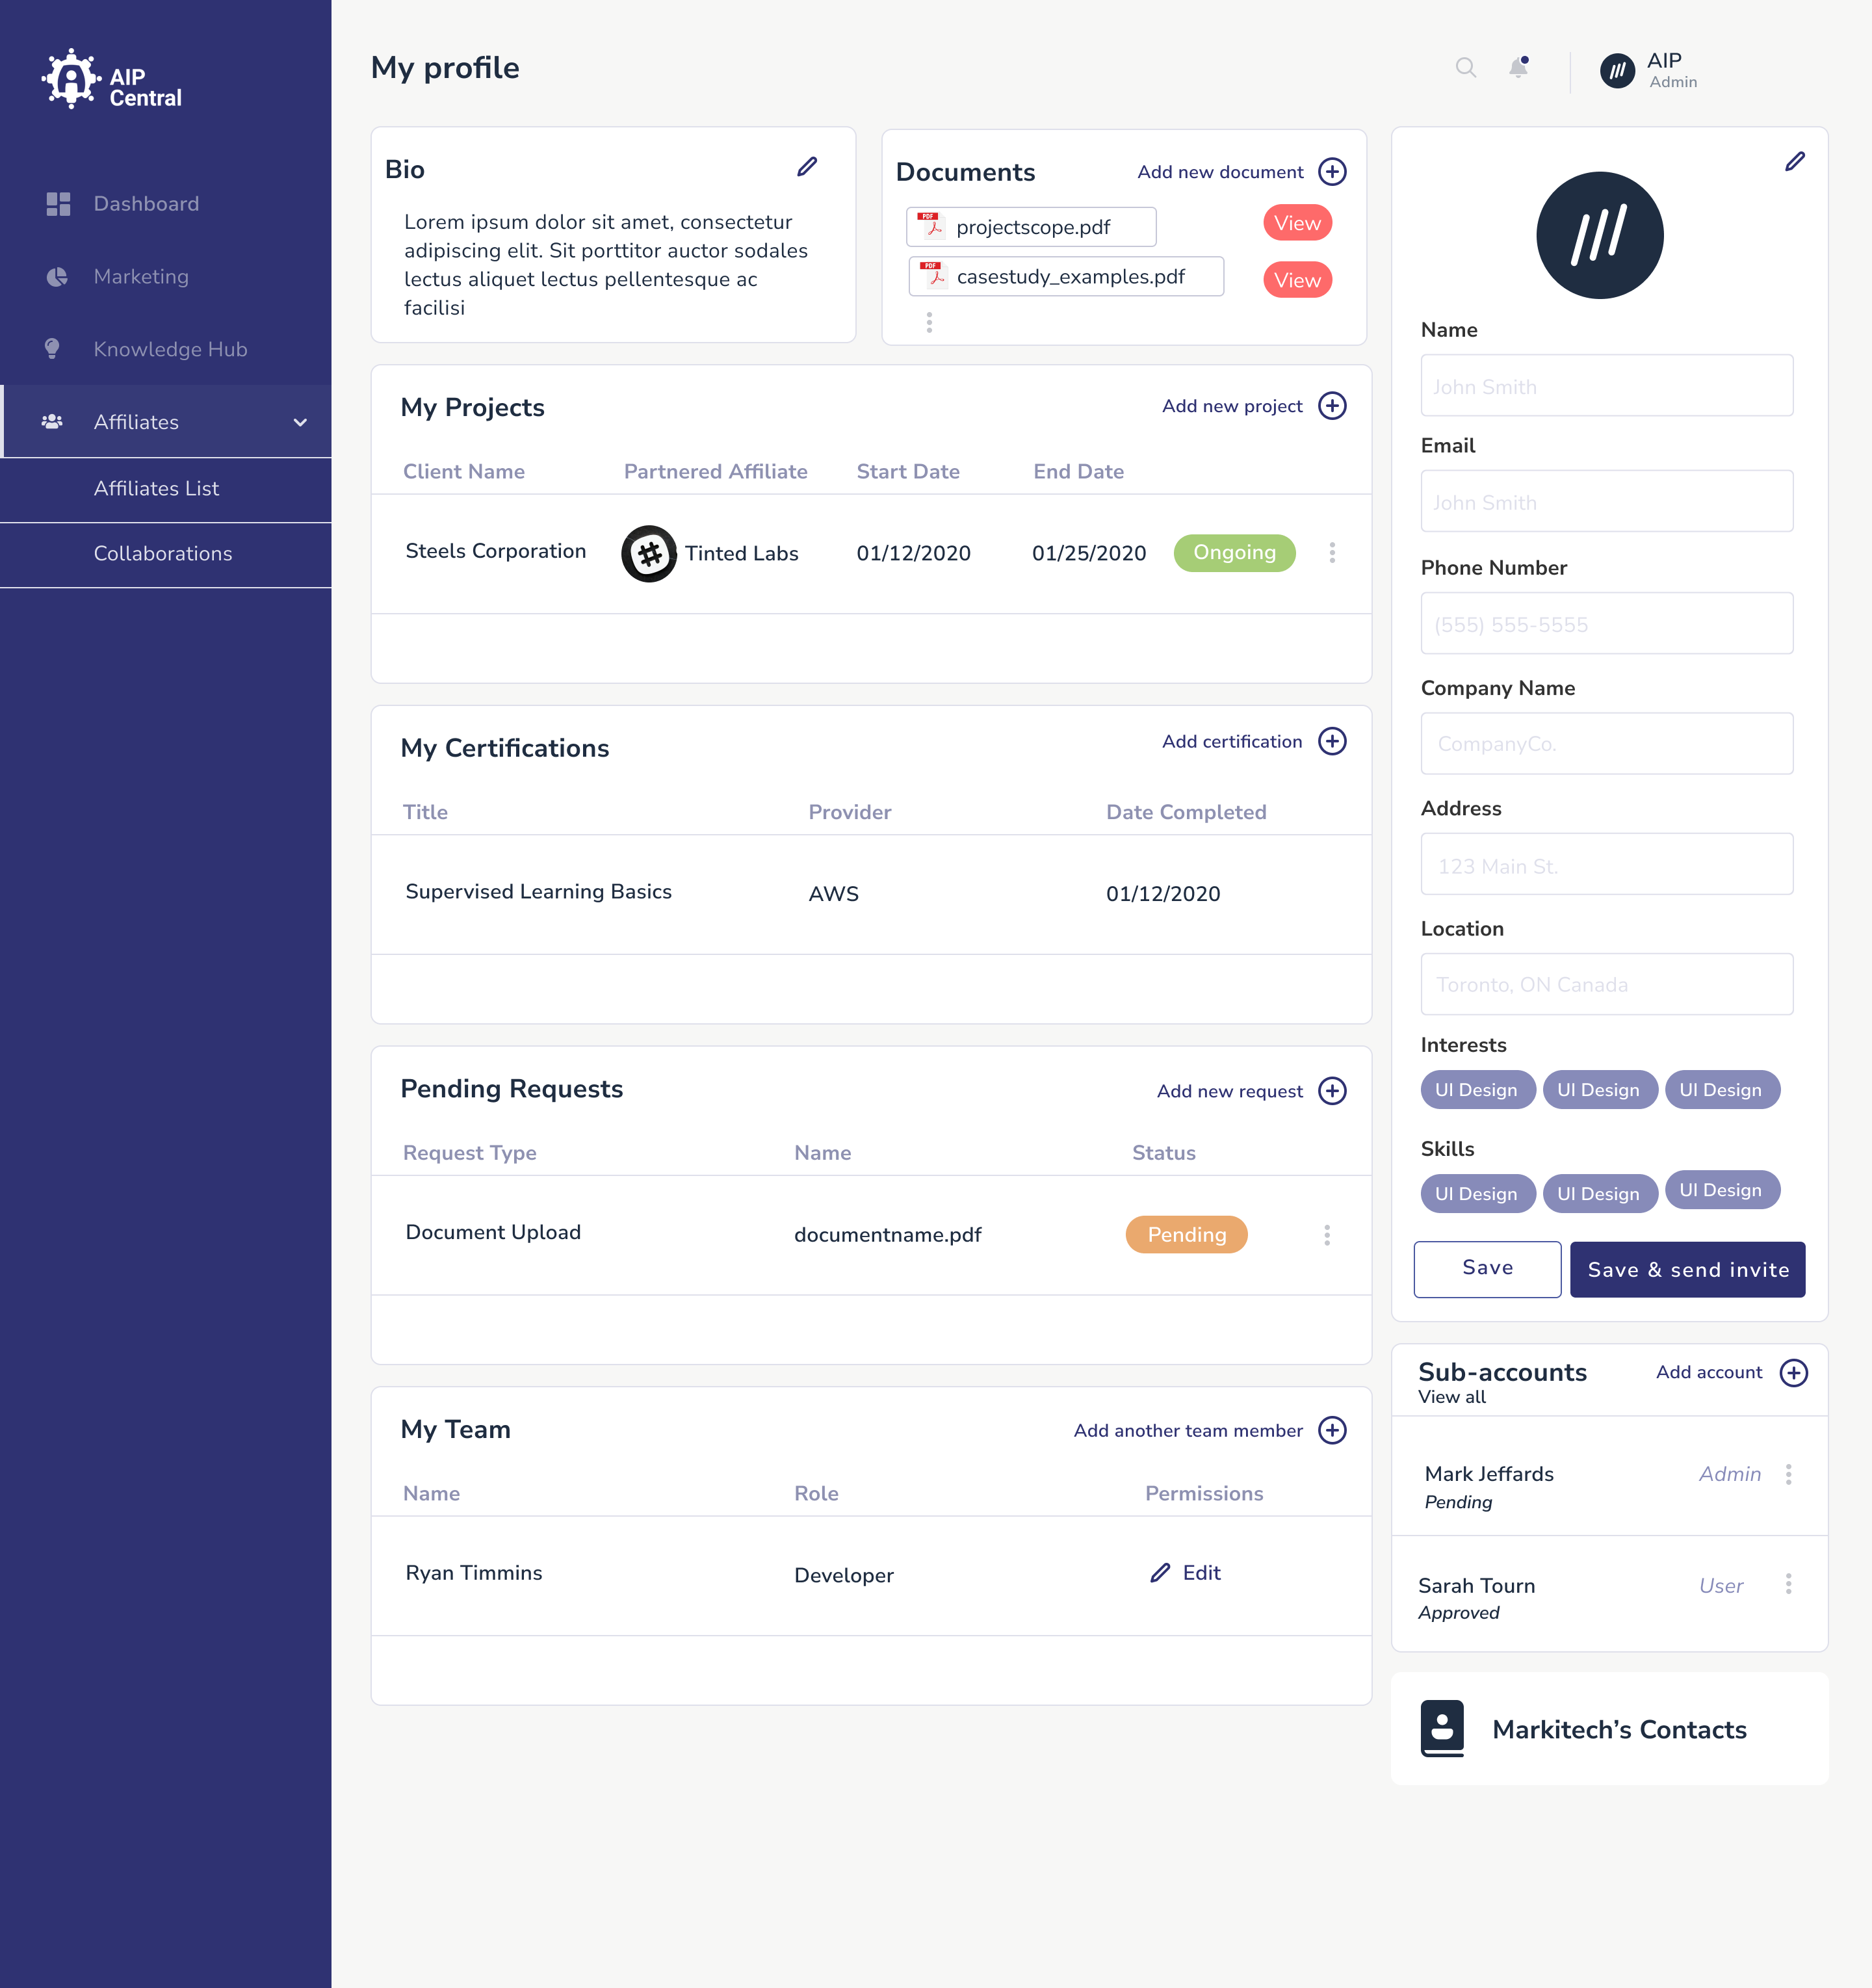 AIP
Central
Dashboard
Marketing
Knowledge Hub
Affiliates
Affiliates List
Collaborations
My profile
AIP
Admin
Bio
Lorem ipsum dolor sit amet, consectetur
adipiscing elit. Sit porttitor auctor sodales
lectus aliquet lectus pellentesque ac
facilisi
Documents
Add new document
PDF
projectscope.pdf
View
PDF
casestudy_examples.pdf
View
My Projects
Add new project
Client Name Partnered Affiliate Start Date End Date
Steels Corporation Tinted Labs 01/12/2020 01/25/2020 Ongoing
My Certifications
Add certification
Title Provider Date Completed
Supervised Learning Basics AWS 01/12/2020
Pending Requests
Add new request
Request Type Name Status
Document Upload documentname.pdf Pending
My Team
Add another team member
Name Role Permissions
Ryan Timmins Developer Edit
Name
John Smith
Email
John Smith
Phone Number
(555) 555-5555
Company Name
CompanyCo.
Address
123 Main St.
Location
Toronto, ON Canada
Interests
UI Design UI Design UI Design
Skills
UI Design UI Design UI Design
Save Save & send invite
Sub-accounts
Add account
View all
Mark Jeffards Admin
Pending
Sarah Tourn User
Approved
Markitech’s Contacts